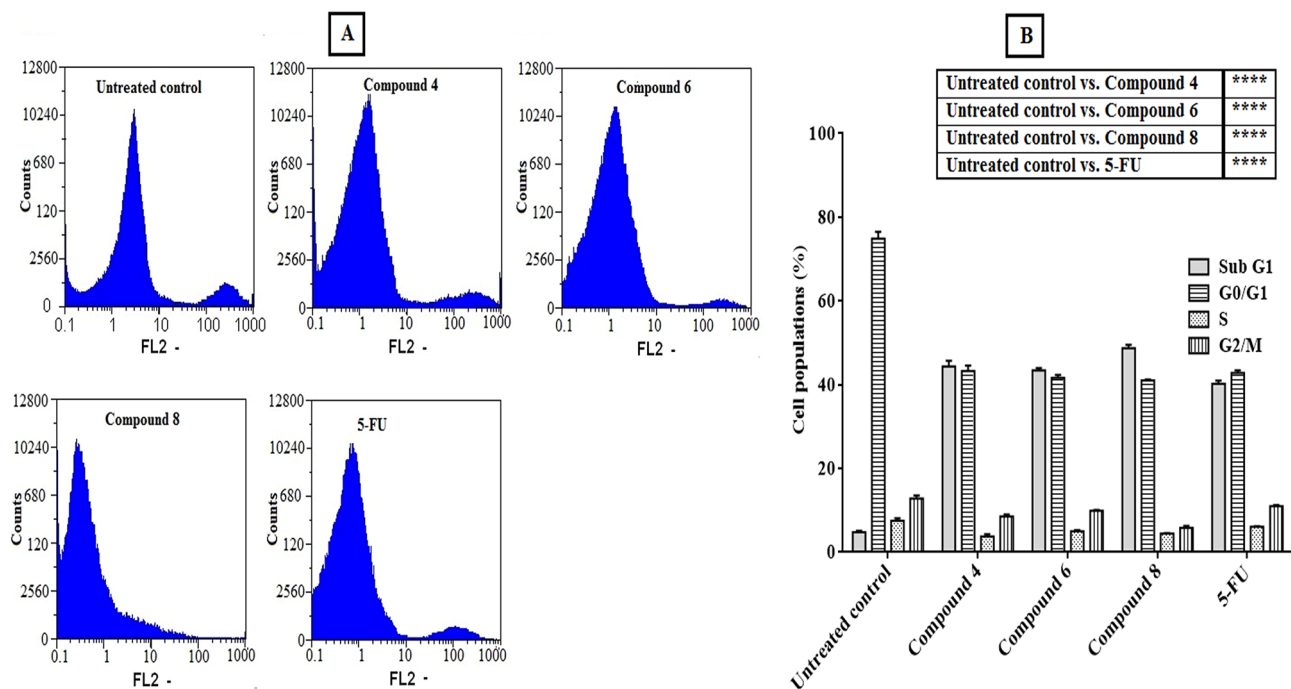 A
12800
10240
680
120
2560
0
Counts
Untreated control
0.1 1 10 100 1000
FL2 -
12800
10240
680
120
2560
0
Counts
Compound 4
0.1 1 10 100 1000
FL2 -
12800
10240
680
120
2560
0
Counts
Compound 6
0.1 1 10 100 1000
FL2 -
12800
10240
680
120
2560
0
Counts
Compound 8
0.1 1 10 100 1000
FL2 -
12800
10240
680
120
2560
0
Counts
5-FU
0.1 1 10 100 1000
FL2 -
B
Untreated control vs. Compound 4 ****
Untreated control vs. Compound 6 ****
Untreated control vs. Compound 8 ****
Untreated control vs. 5-FU ****
100
80
60
40
20
0
Cell populations (%)
Sub G1
G0/G1
S
G2/M
Untreated control
Compound 4
Compound 6
Compound 8
5-FU